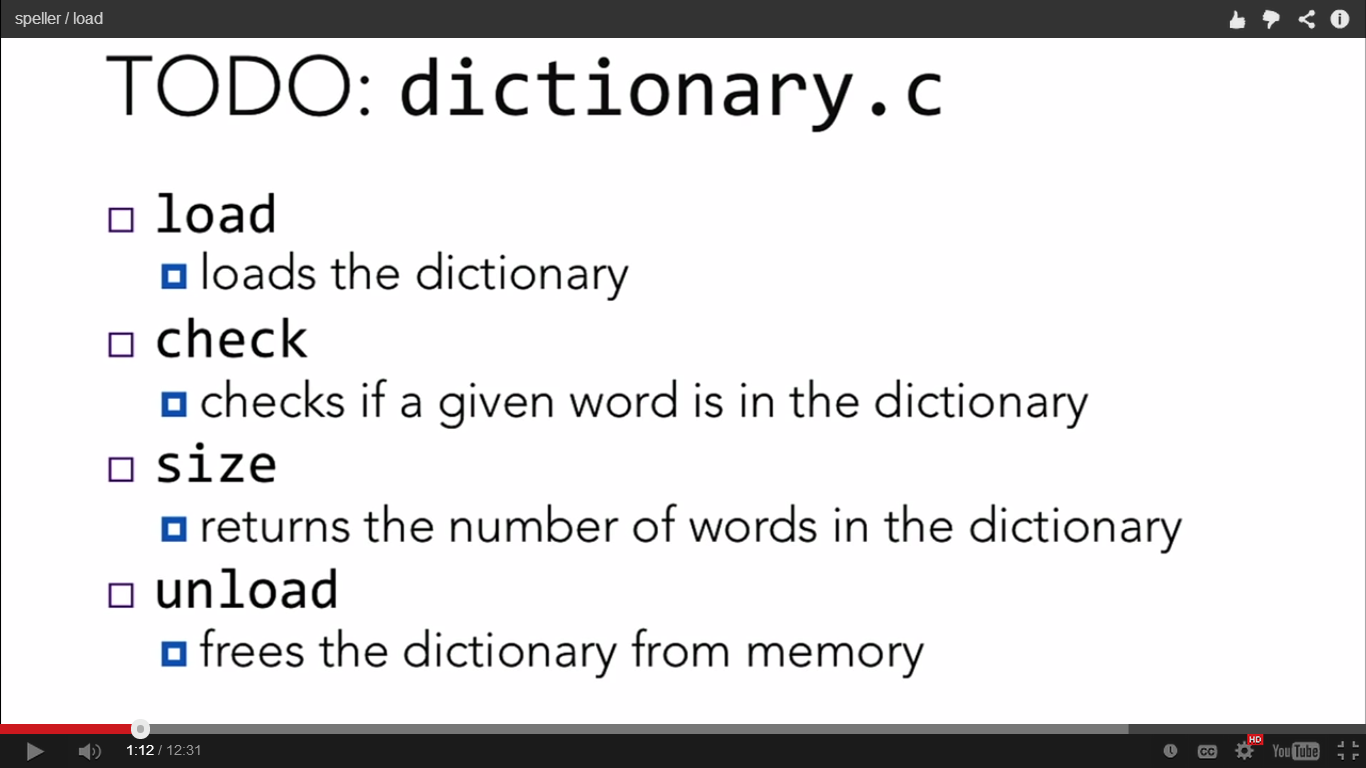 speller / load
TODO: dictionary.c
load
loads the dictionary
check
checks if a given word is in the dictionary
size
returns the number of words in the dictionary
unload
frees the dictionary from memory
1:12 / 12:31
CC
HD
YouTube